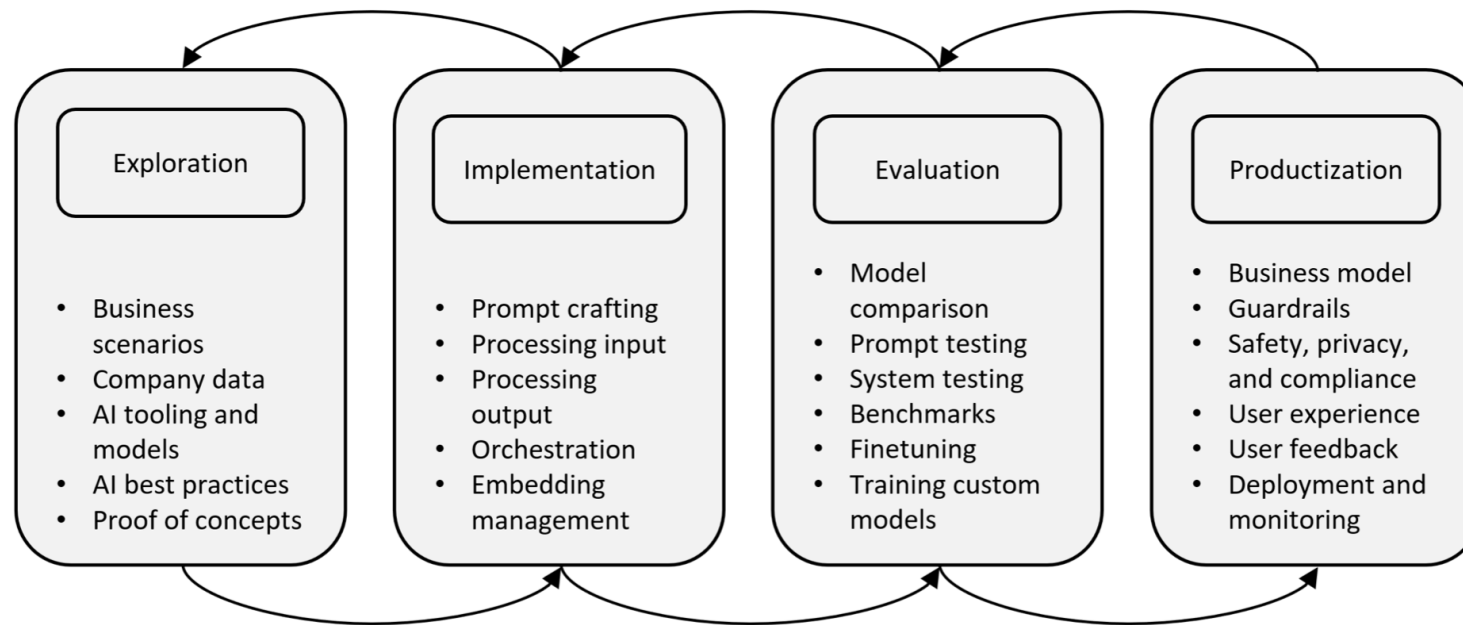 Exploration
• Business
scenarios
• Company data
• AI tooling and
models
• AI best practices
• Proof of concepts
Implementation
• Prompt crafting
• Processing input
• Processing
output
• Orchestration
• Embedding
management
Evaluation
• Model
comparison
• Prompt testing
• System testing
• Benchmarks
• Finetuning
• Training custom
models
Productization
• Business model
• Guardrails
• Safety, privacy,
and compliance
• User experience
• User feedback
• Deployment and
monitoring